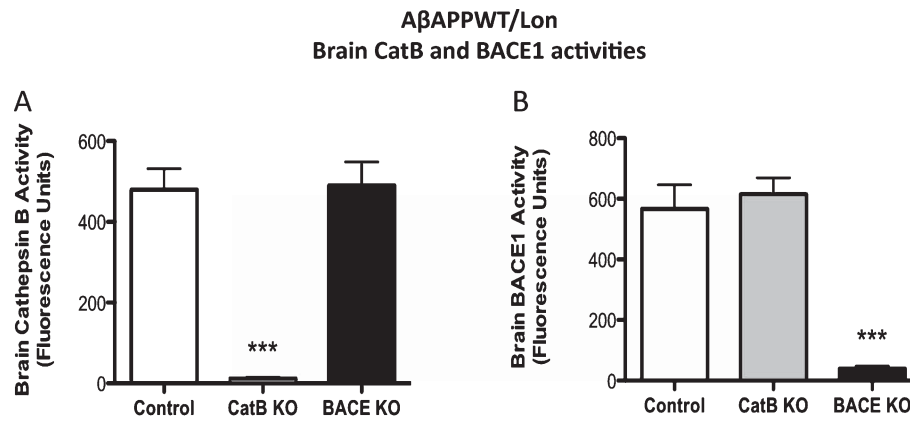 AβAPPWT/Lon
Brain CatB and BACE1 activities
A
Brain Cathepsin B Activity
(Fluorescence Units)
600
400
200
0
***
Control
CatB KO
BACE KO
B
Brain BACE1 Activity
(Fluorescence Units)
800
600
400
200
0
***
Control
CatB KO
BACE KO